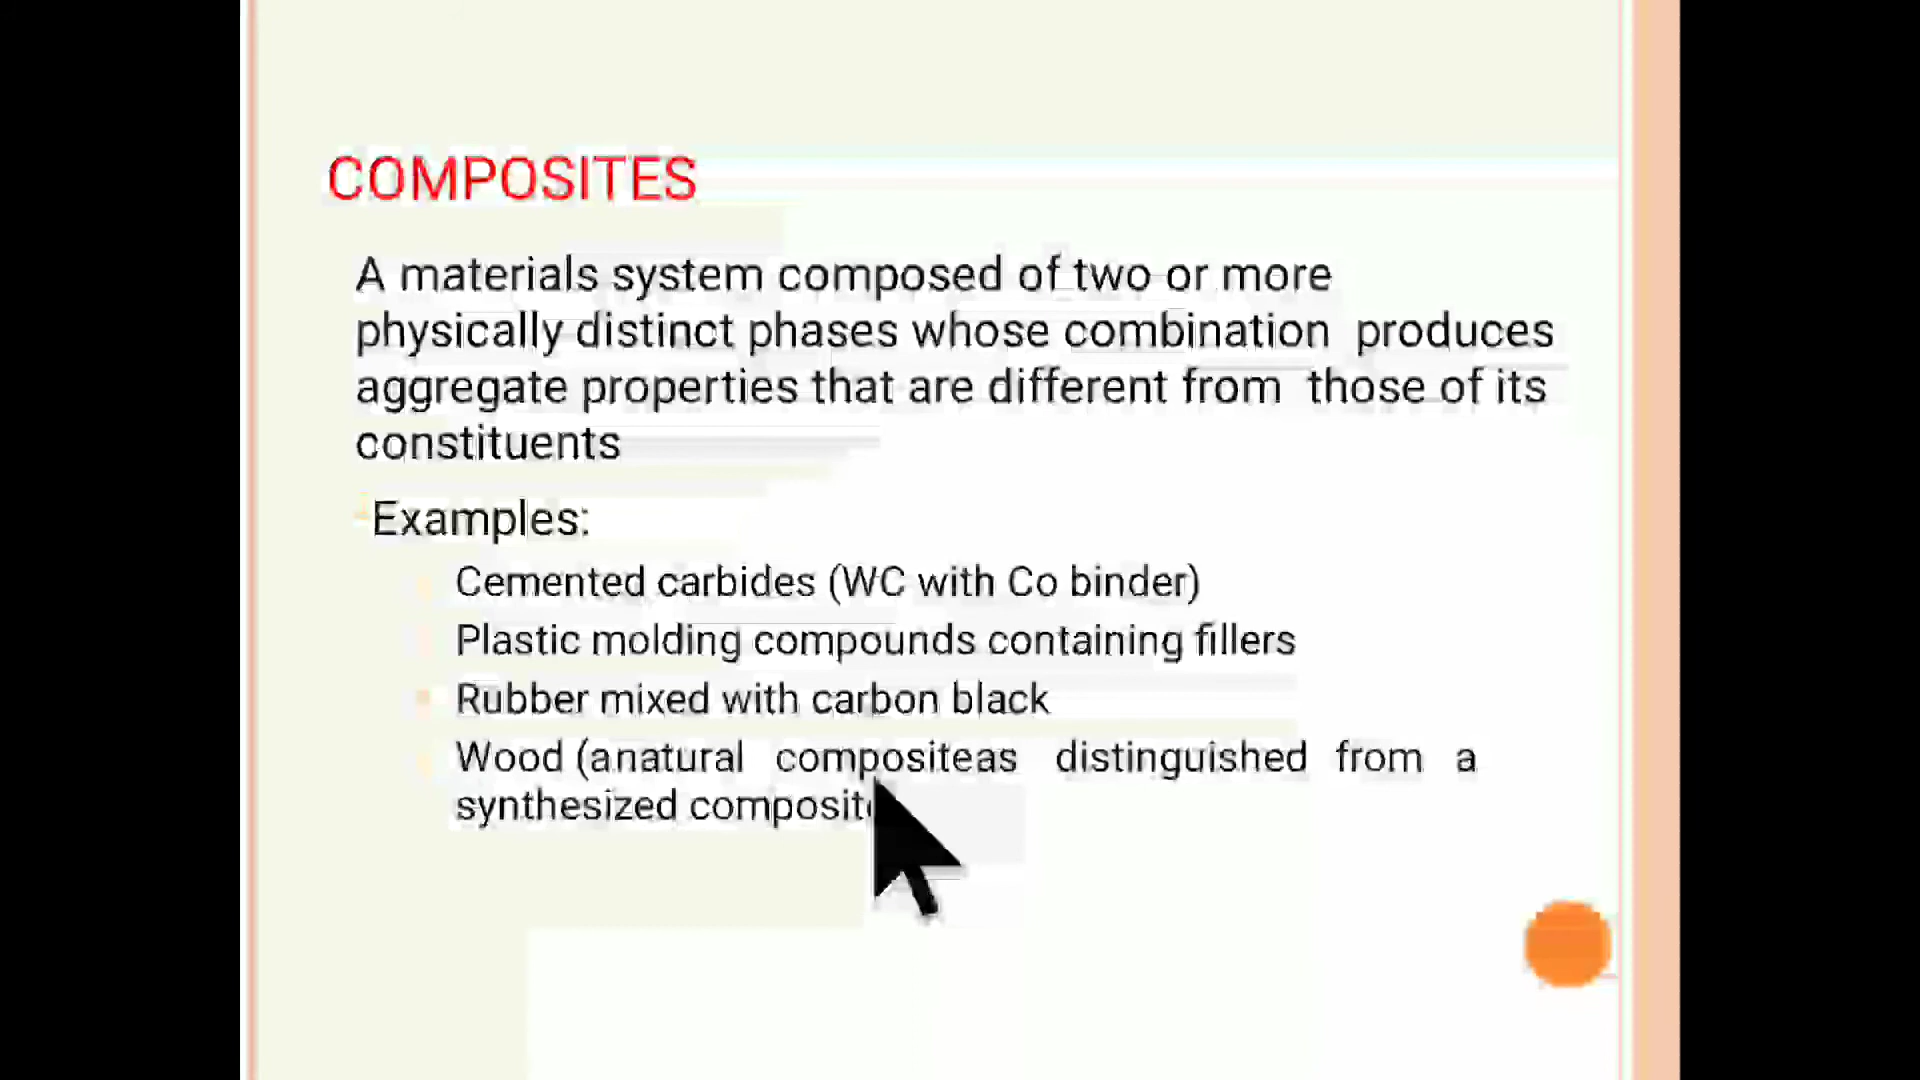 COMPOSITES
A materials system composed of two or more
physically distinct phases whose combination produces
aggregate properties that are different from those of its
constituents
Examples:
Cemented carbides (WC with Co binder)
Plastic molding compounds containing fillers
Rubber mixed with carbon black
Wood (anatural compositeas distinguished from a
synthesized